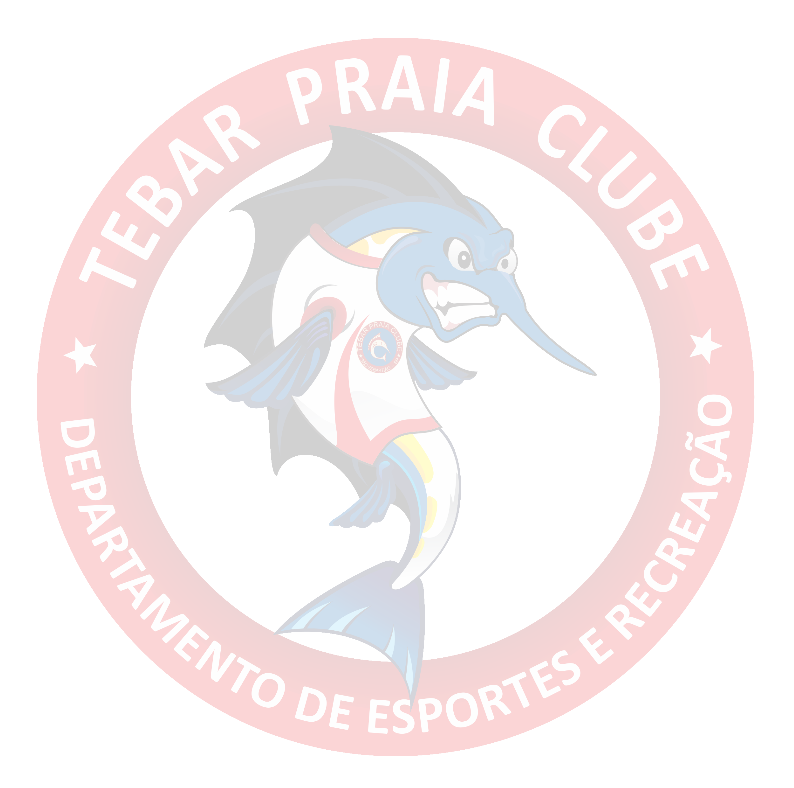 TEBAR PRAIA CLUBE
DEPARTAMENTO DE ESPORTES E RECREAÇÃO